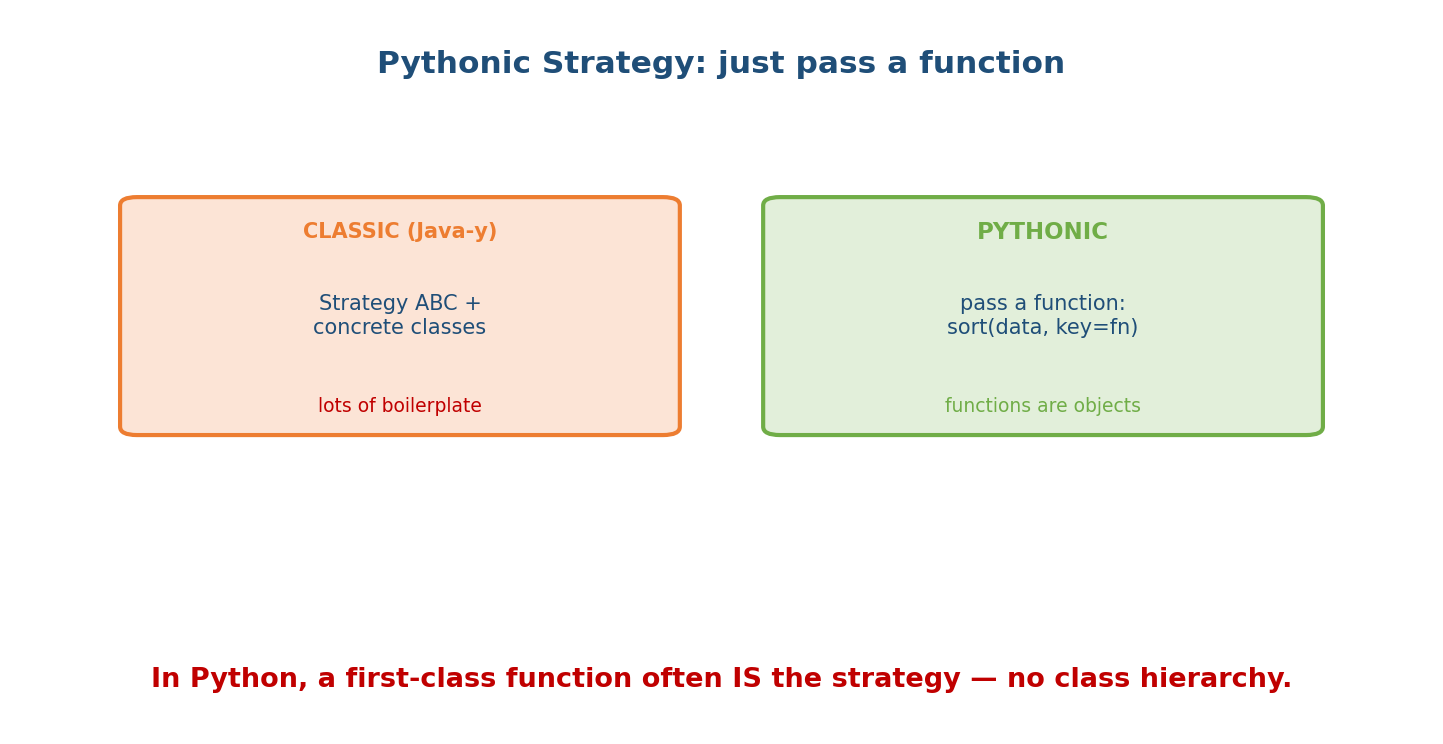 Pythonic Strategy: just pass a function
CLASSIC (Java-y)
Strategy ABC +
concrete classes
lots of boilerplate
PYTHONIC
pass a function:
sort(data, key=fn)
functions are objects
In Python, a first-class function often IS the strategy — no class hierarchy.